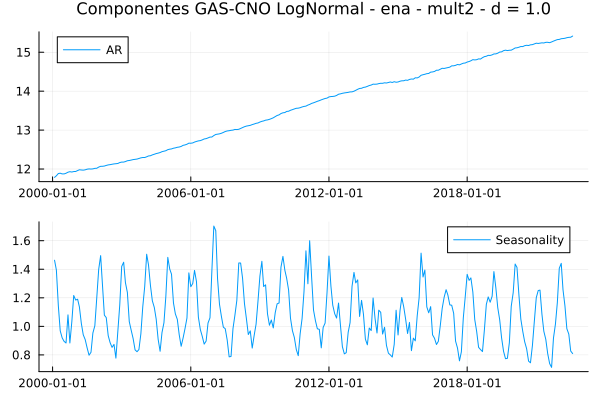 Componentes GAS-CNO LogNormal - ena - mult2 - d = 1.0
AR
15
14
13
12
2000-01-01 2006-01-01 2012-01-01 2018-01-01
Seasonality
1.6
1.4
1.2
1.0
0.8
2000-01-01 2006-01-01 2012-01-01 2018-01-01